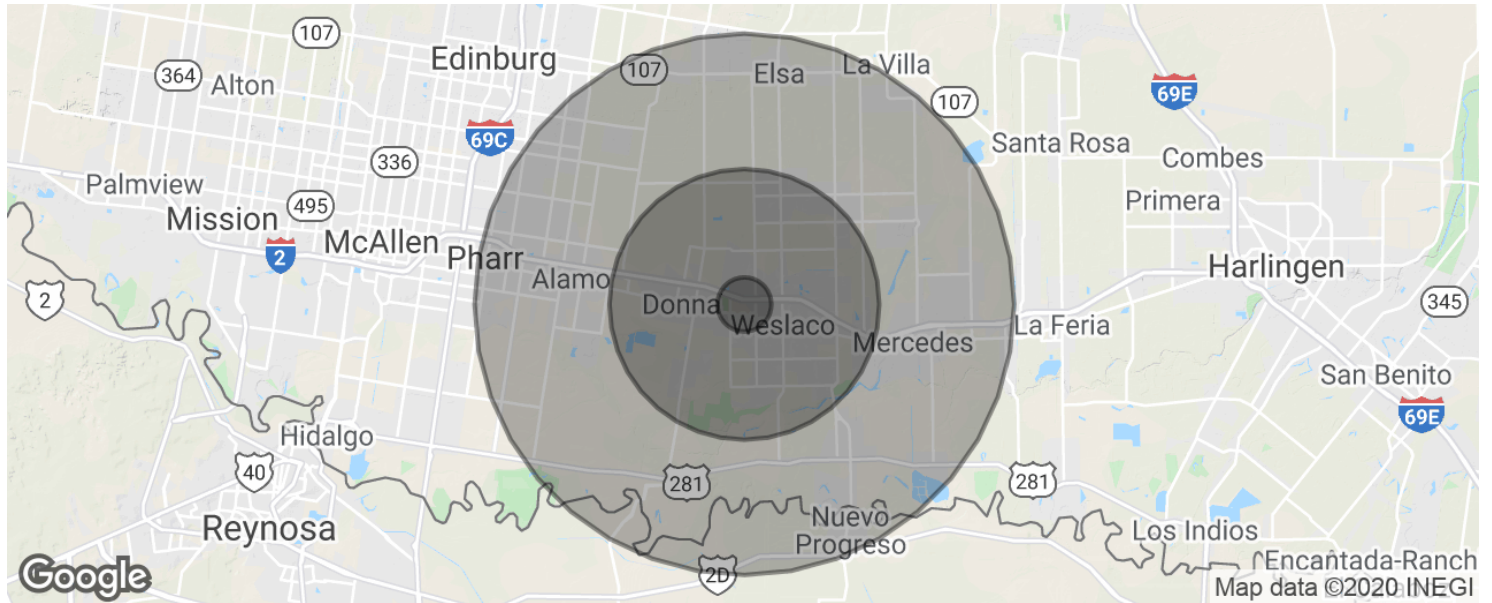 107
Edinburg
107
Elsa
La Villa
364
Alton
69C
69E
107
336
Santa Rosa
Combes
Palmview
495
Primera
Mission
McAllen
2
Pharr
Alamo
Harlingen
2
Donna
Weslaco
345
La Feria
Mercedes
San Benito
69E
Hidalgo
40
281
281
Reynosa
Nuevo
Progreso
Los Indios
2D
Encantada-Ranch
Google
Map data ©2020 INEGI